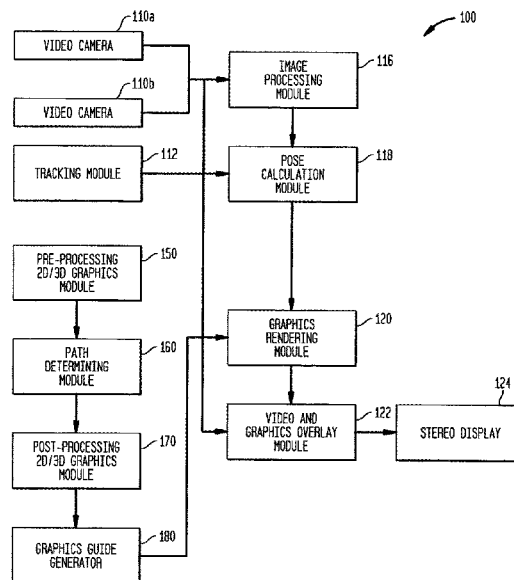 100
110a
VIDEO CAMERA
110b
VIDEO CAMERA
112
TRACKING MODULE
116
IMAGE
PROCESSING
MODULE
118
POSE
CALCULATION
MODULE
150
PRE-PROCESSING
2D/3D GRAPHICS
MODULE
160
PATH
DETERMINING
MODULE
170
POST-PROCESSING
2D/3D GRAPHICS
MODULE
180
GRAPHICS GUIDE
GENERATOR
120
GRAPHICS
RENDERING
MODULE
122
VIDEO AND
GRAPHICS OVERLAY
MODULE
124
STEREO DISPLAY